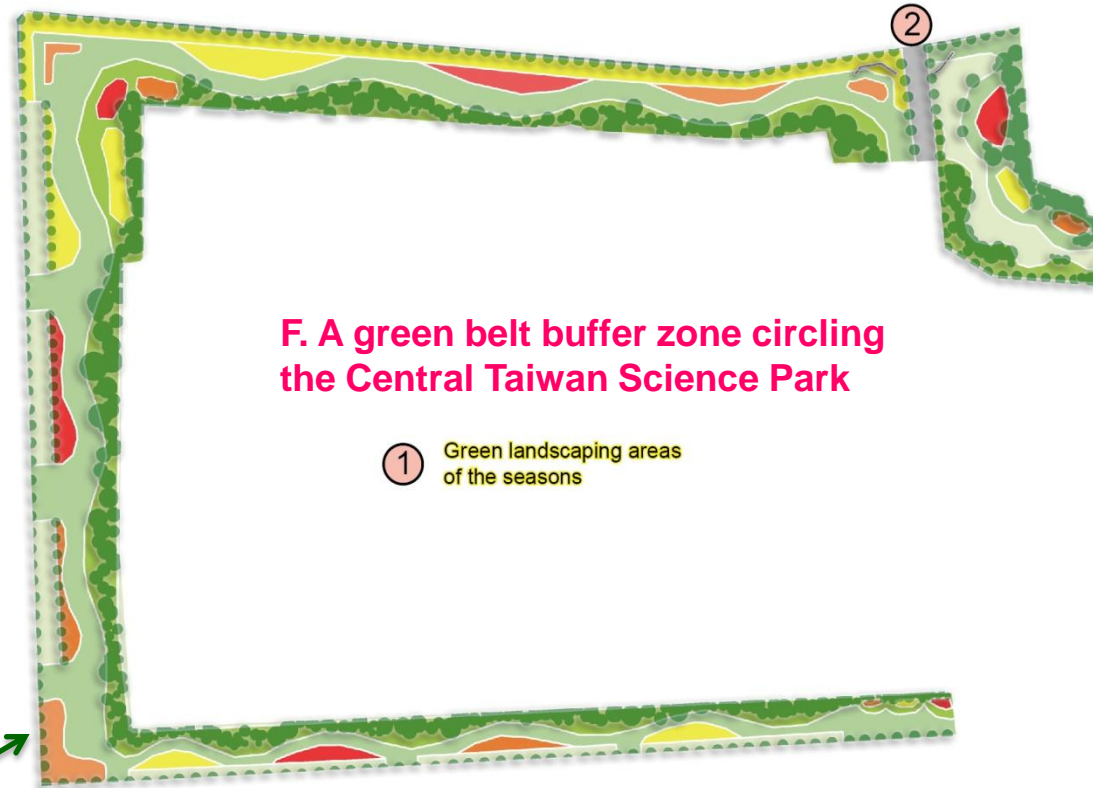 2
F. A green belt buffer zone circling
the Central Taiwan Science Park
1 Green landscaping areas
of the seasons